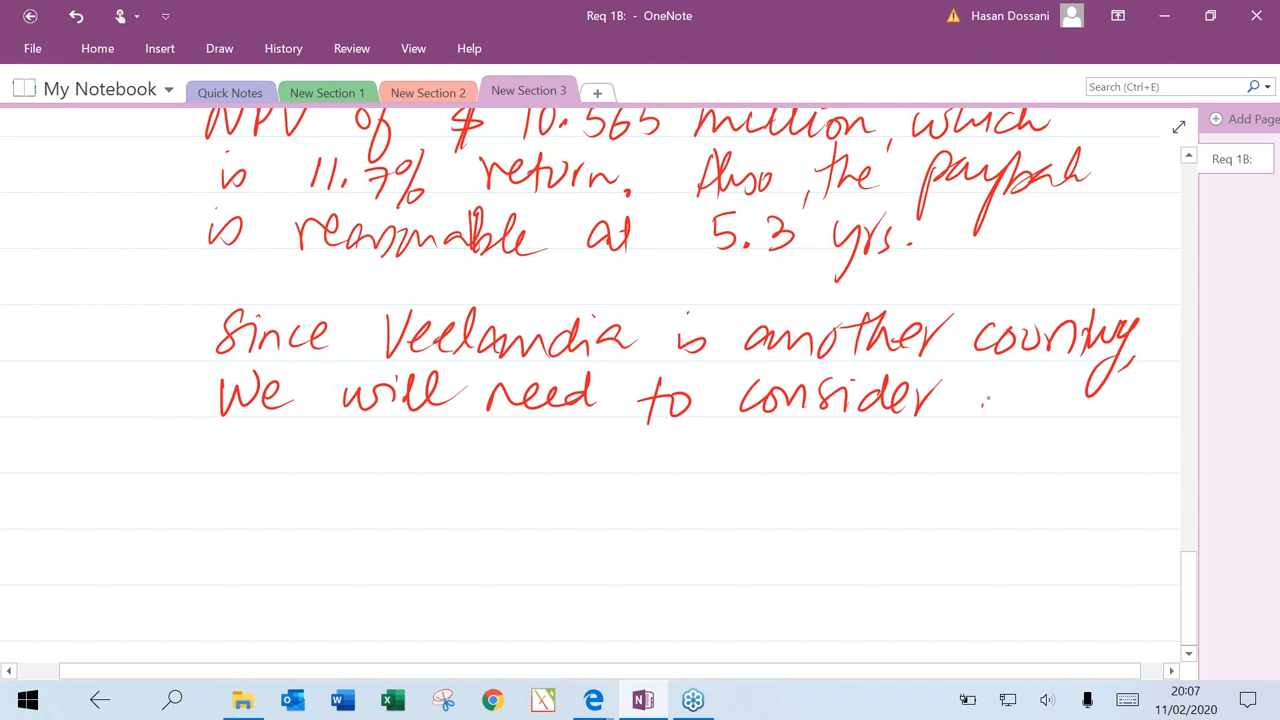 Req 1B: - OneNote
Hasan Dossani
File Home Insert Draw History Review View Help
My Notebook Quick Notes New Section 1 New Section 2 New Section 3
Search (Ctrl+E)
Add Page
Req 1B:
NPV of $ 10.565 million, which
is 11.7% return. Also, the payback
is reasonable at 5.3 yrs.
Since Veelandia is another country,
We will need to consider
20:07
11/02/2020